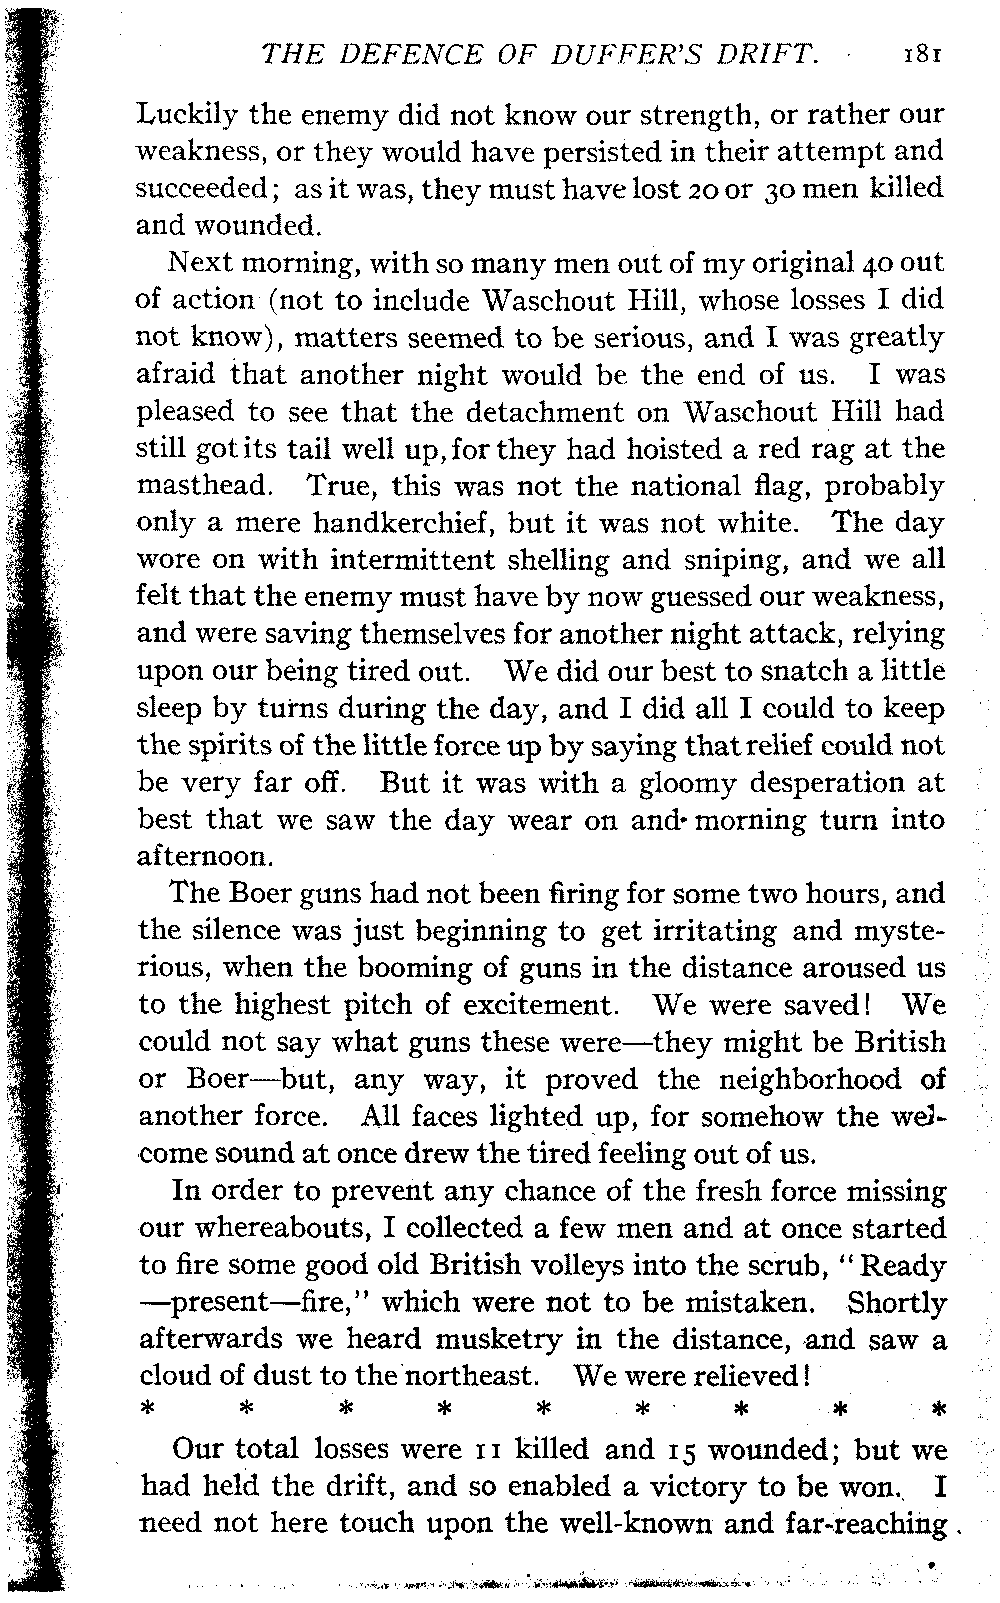 THE DEFENCE OF DUFFER'S DRIFT. 181
Luckily the enemy did not know our strength, or rather our
weakness, or they would have persisted in their attempt and
succeeded; as it was, they must have lost 20 or 30 men killed
and wounded.
Next morning, with so many men out of my original 40 out
of action (not to include Waschout Hill, whose losses I did
not know), matters seemed to be serious, and I was greatly
afraid that another night would be the end of us. I was
pleased to see that the detachment on Waschout Hill had
still got its tail well up, for they had hoisted a red rag at the
masthead. True, this was not the national flag, probably
only a mere handkerchief, but it was not white. The day
wore on with intermittent shelling and sniping, and we all
felt that the enemy must have by now guessed our weakness,
and were saving themselves for another night attack, relying
upon our being tired out. We did our best to snatch a little
sleep by turns during the day, and I did all I could to keep
the spirits of the little force up by saying that relief could not
be very far off. But it was with a gloomy desperation at
best that we saw the day wear on and morning turn into
afternoon.
The Boer guns had not been firing for some two hours, and
the silence was just beginning to get irritating and myste-
rious, when the booming of guns in the distance aroused us
to the highest pitch of excitement. We were saved! We
could not say what guns these were—they might be British
or Boer—but, any way, it proved the neighborhood of
another force. All faces lighted up, for somehow the wel-
come sound at once drew the tired feeling out of us.
In order to prevent any chance of the fresh force missing
our whereabouts, I collected a few men and at once started
to fire some good old British volleys into the scrub, "Ready
—present—fire," which were not to be mistaken. Shortly
afterwards we heard musketry in the distance, and saw a
cloud of dust to the northeast. We were relieved!
* * * * * * * * *
Our total losses were 11 killed and 15 wounded; but we
had held the drift, and so enabled a victory to be won. I
need not here touch upon the well-known and far-reaching